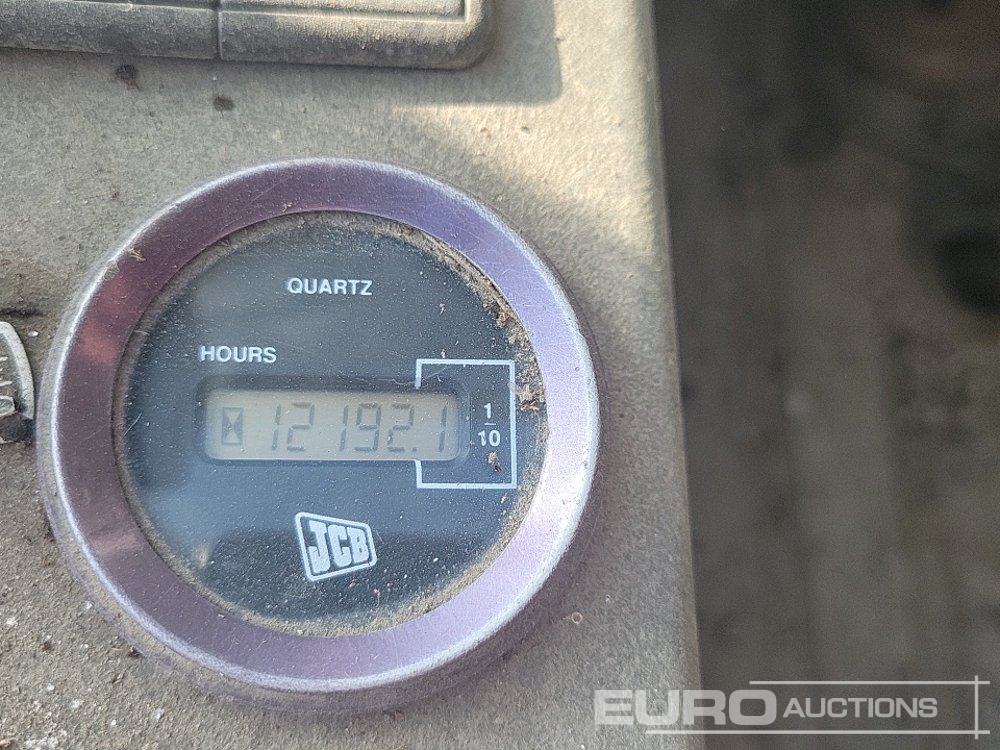 QUARTZ
HOURS
12192.1
1
10
JCB
EURO AUCTIONS